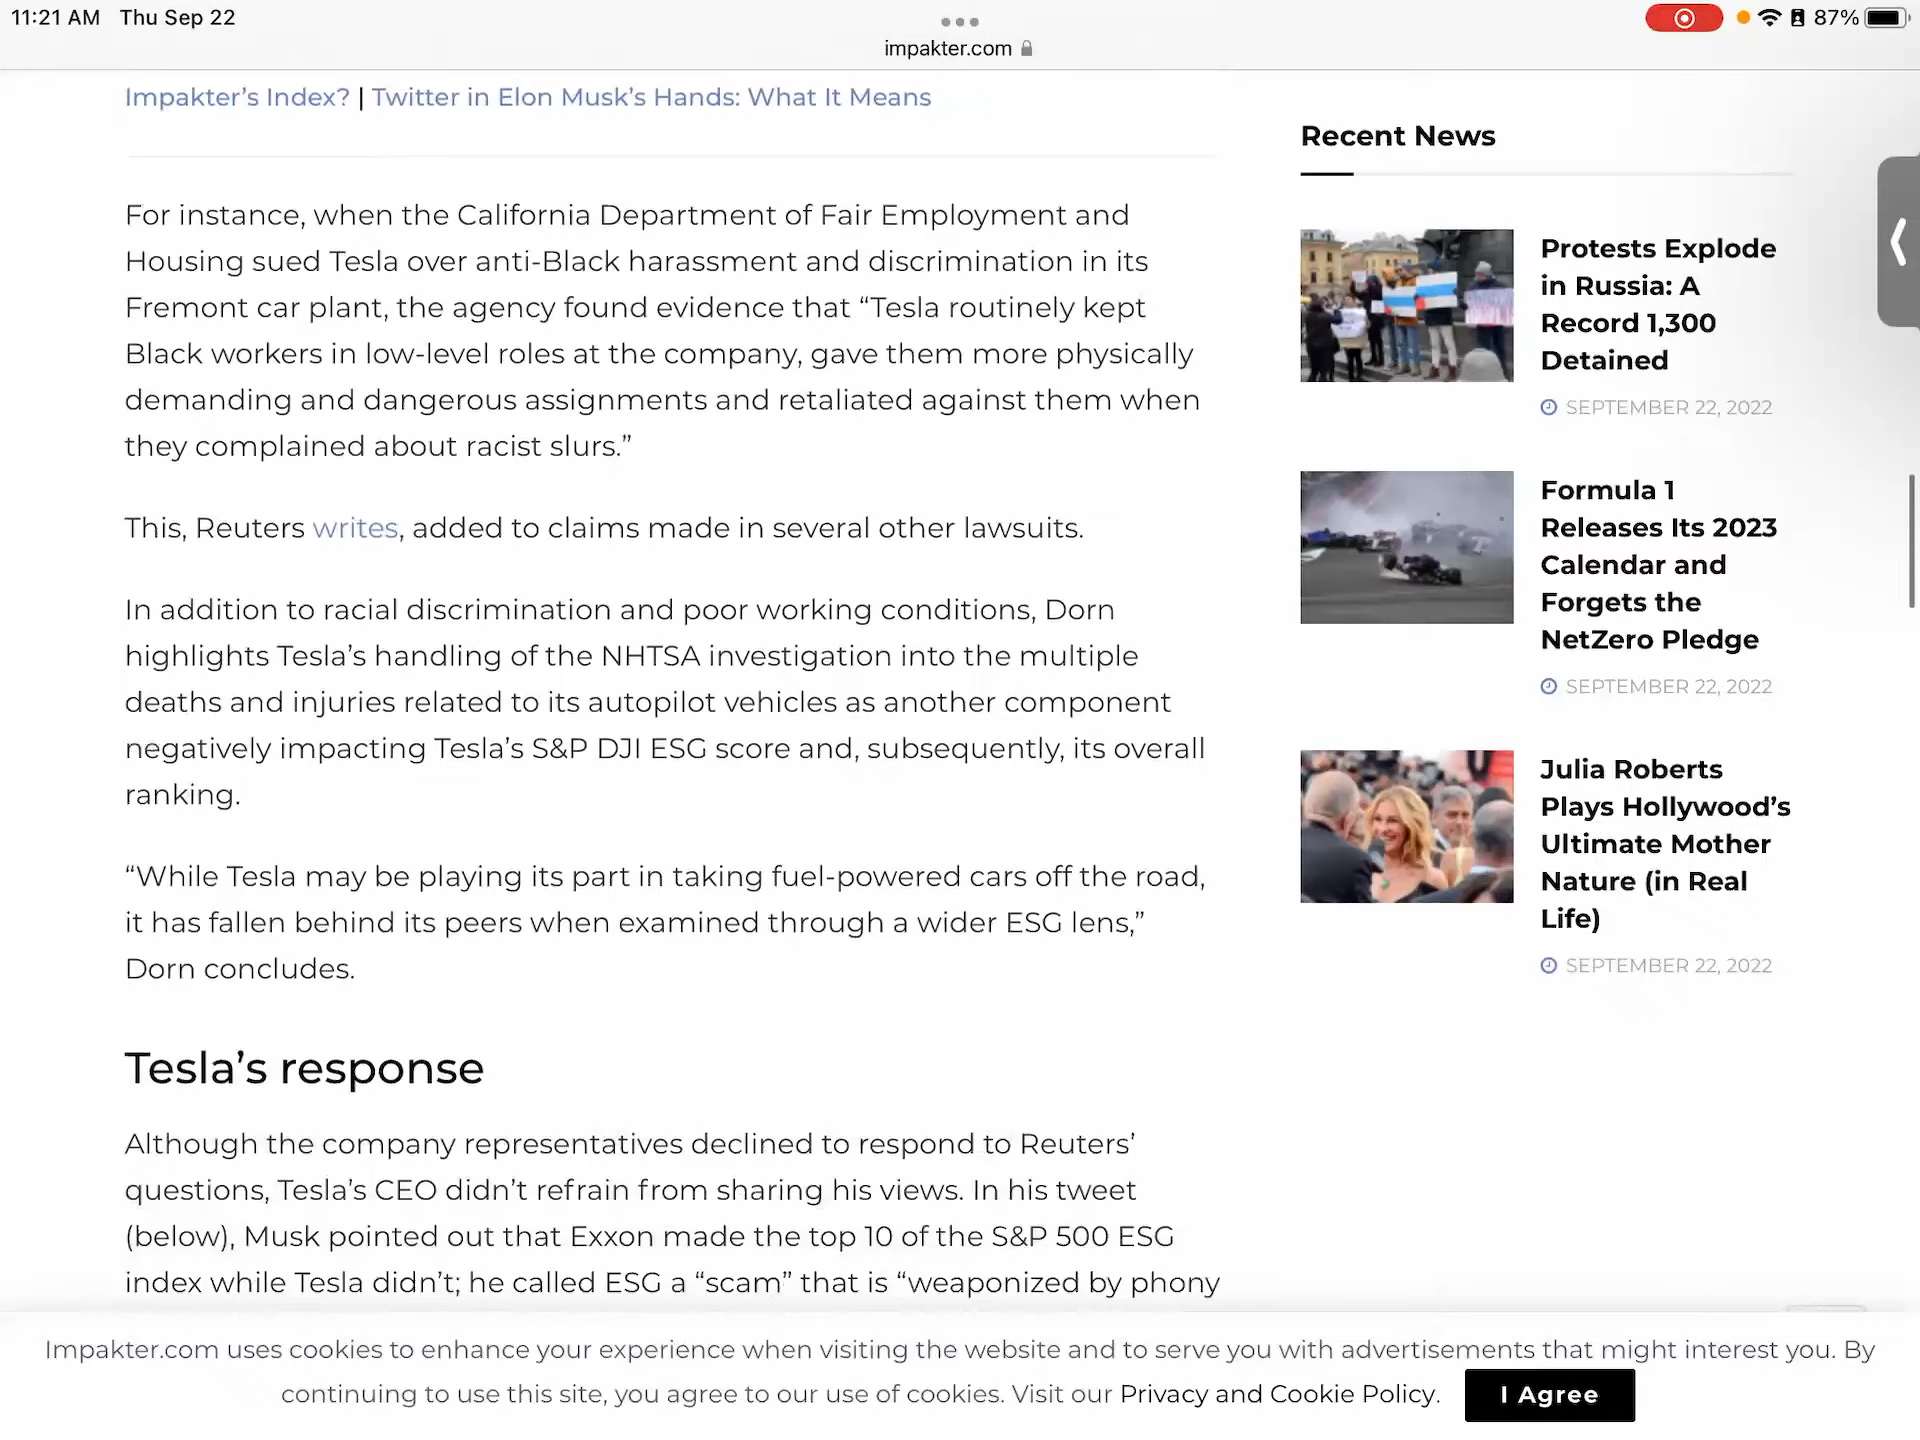 11:21 AM Thu Sep 22
87%
impakter.com
Impakter’s Index? | Twitter in Elon Musk’s Hands: What It Means
For instance, when the California Department of Fair Employment and
Housing sued Tesla over anti-Black harassment and discrimination in its
Fremont car plant, the agency found evidence that “Tesla routinely kept
Black workers in low-level roles at the company, gave them more physically
demanding and dangerous assignments and retaliated against them when
they complained about racist slurs.”
This, Reuters writes, added to claims made in several other lawsuits.
In addition to racial discrimination and poor working conditions, Dorn
highlights Tesla’s handling of the NHTSA investigation into the multiple
deaths and injuries related to its autopilot vehicles as another component
negatively impacting Tesla’s S&P DJI ESG score and, subsequently, its overall
ranking.
“While Tesla may be playing its part in taking fuel-powered cars off the road,
it has fallen behind its peers when examined through a wider ESG lens,”
Dorn concludes.
Tesla’s response
Although the company representatives declined to respond to Reuters’
questions, Tesla’s CEO didn’t refrain from sharing his views. In his tweet
(below), Musk pointed out that Exxon made the top 10 of the S&P 500 ESG
index while Tesla didn’t; he called ESG a “scam” that is “weaponized by phony
Recent News
Protests Explode
in Russia: A
Record 1,300
Detained
SEPTEMBER 22, 2022
Formula 1
Releases Its 2023
Calendar and
Forgets the
NetZero Pledge
SEPTEMBER 22, 2022
Julia Roberts
Plays Hollywood’s
Ultimate Mother
Nature (in Real
Life)
SEPTEMBER 22, 2022
Impakter.com uses cookies to enhance your experience when visiting the website and to serve you with advertisements that might interest you. By
continuing to use this site, you agree to our use of cookies. Visit our Privacy and Cookie Policy.
I Agree